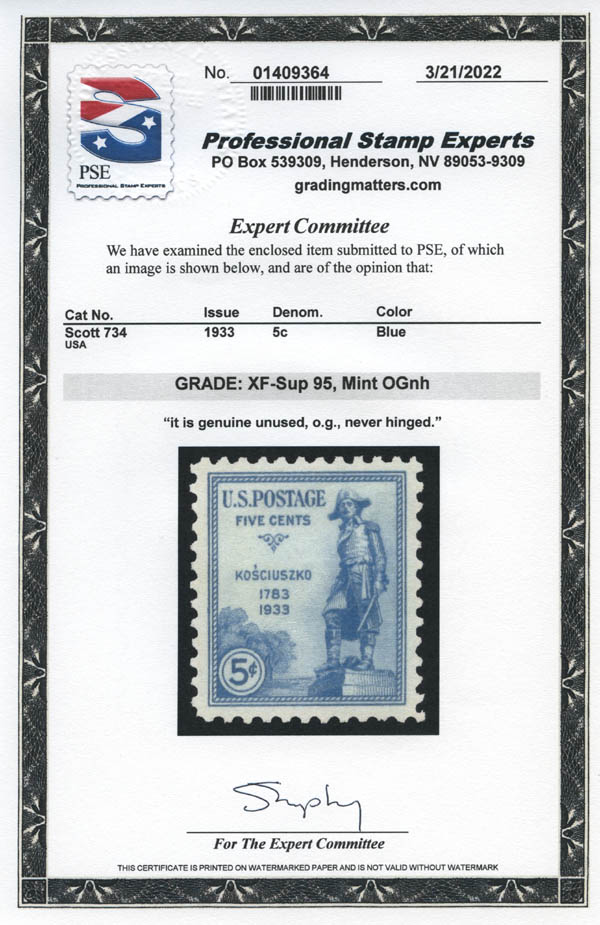 No. 01409364 3/21/2022
PSE
PROFESSIONAL STAMP EXPERTS
Professional Stamp Experts
PO Box 539309, Henderson, NV 89053-9309
gradingmatters.com
Expert Committee
We have examined the enclosed item submitted to PSE, of which
an image is shown below, and are of the opinion that:
Cat No. Issue Denom. Color
Scott 734 1933 5c Blue
USA
GRADE: XF-Sup 95, Mint OGnh
“it is genuine unused, o.g., never hinged.”
U.S. POSTAGE
FIVE CENTS
KOŚCIUSZKO
1783
1933
5¢
For The Expert Committee
THIS CERTIFICATE IS PRINTED ON WATERMARKED PAPER AND IS NOT VALID WITHOUT WATERMARK